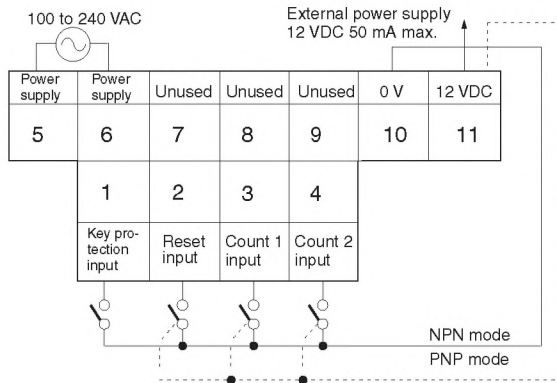 100 to 240 VAC
External power supply
12 VDC 50 mA max.
Power supply
Power supply
Unused
Unused
Unused
0 V
12 VDC
5
6
7
8
9
10
11
1
2
3
4
Key pro-
tection
input
Reset
input
Count 1
input
Count 2
input
NPN mode
PNP mode